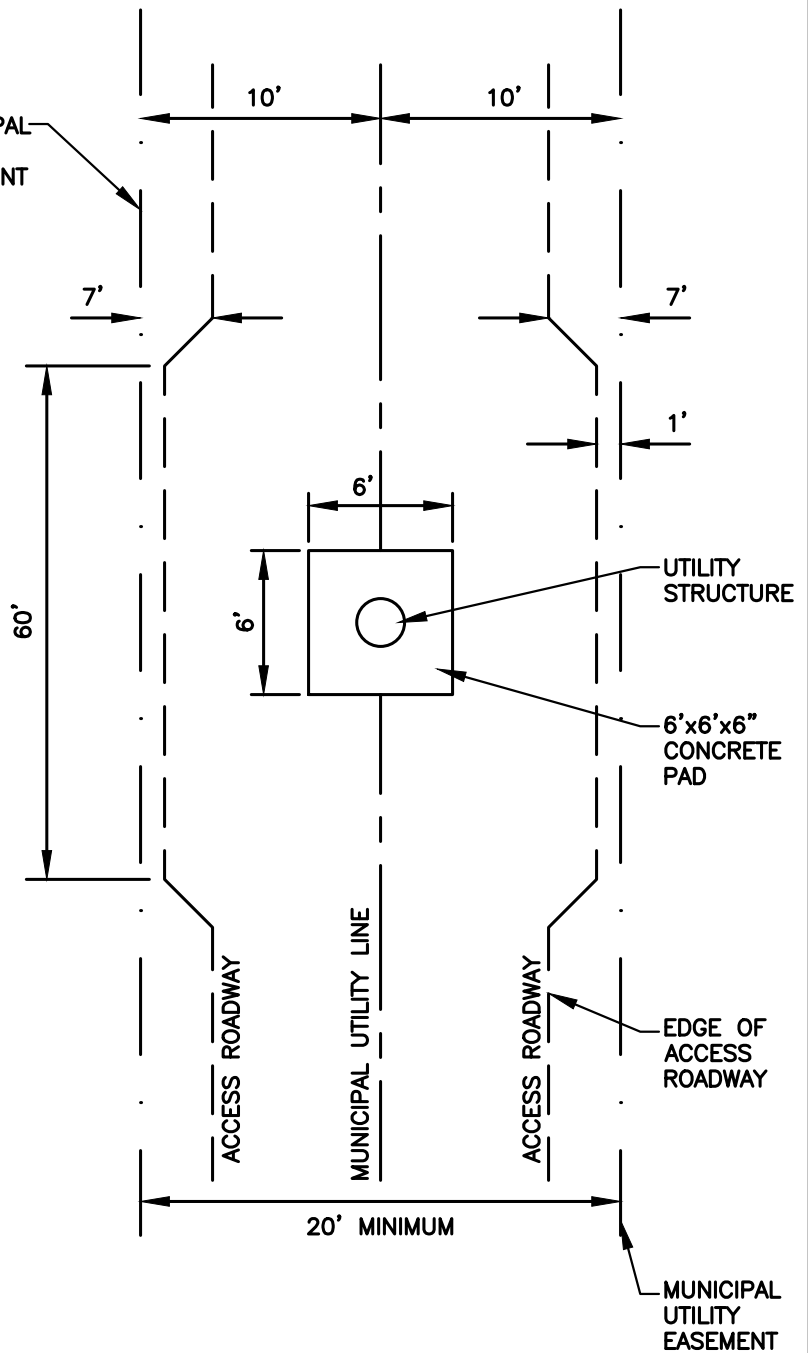 10'
10'
PAL
NT
7'
7'
1'
6'
6'
60'
UTILITY
STRUCTURE
6'x6'x6"
CONCRETE
PAD
ACCESS ROADWAY
MUNICIPAL UTILITY LINE
ACCESS ROADWAY
EDGE OF
ACCESS
ROADWAY
20' MINIMUM
MUNICIPAL
UTILITY
EASEMENT